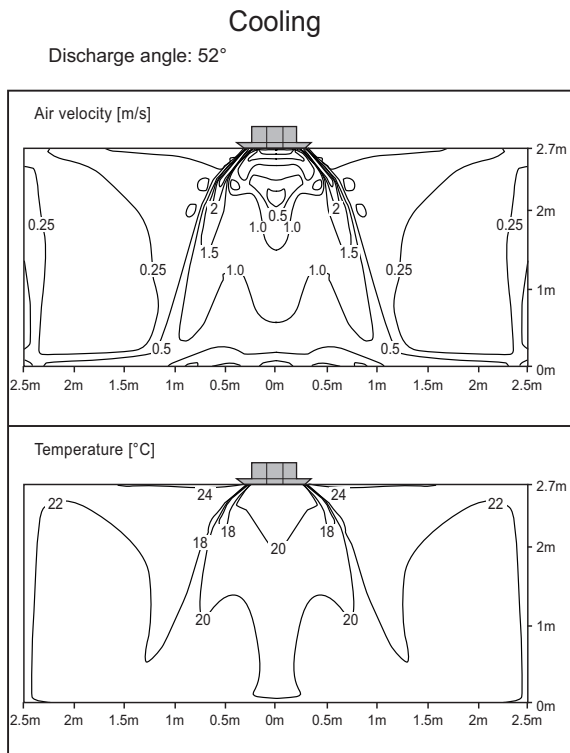 Cooling
Discharge angle: 52°
Air velocity [m/s]
2.7m
0.5
2
2
2m
1.0
1.0
0.25
0.25
1.5
1.5
0.25
0.25
1.0
1.0
1m
0.5
0.5
0m
2.5m 2m 1.5m 1m 0.5m 0m 0.5m 1m 1.5m 2m 2.5m
Temperature [°C]
2.7m
24
24
22
22
18
18
18
18
20
2m
20
20
1m
0m
2.5m 2m 1.5m 1m 0.5m 0m 0.5m 1m 1.5m 2m 2.5m